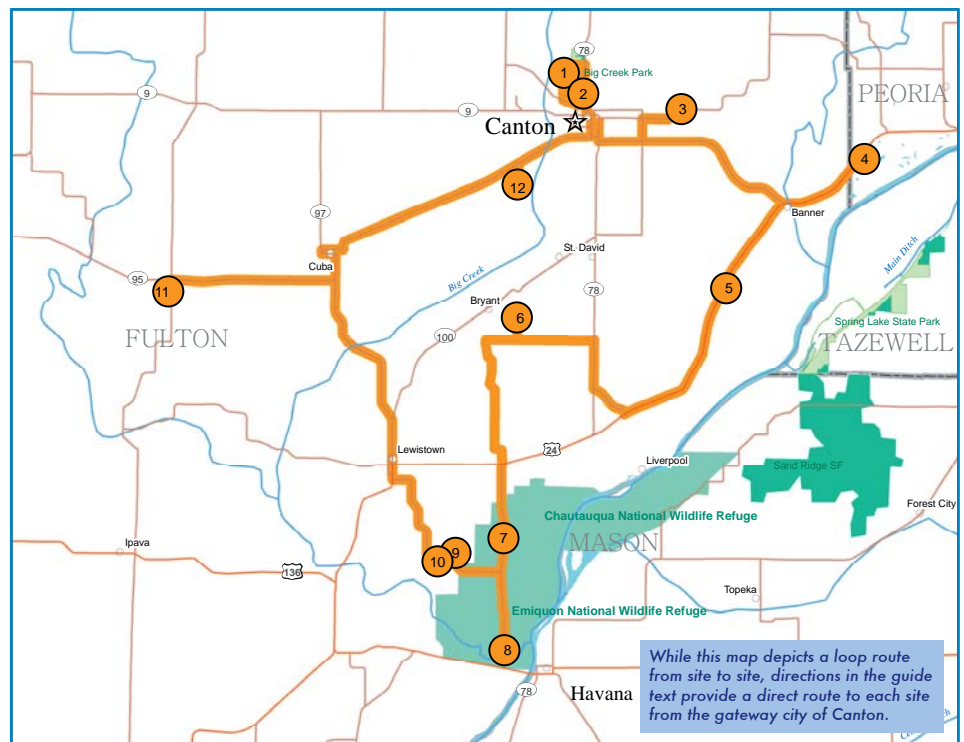 78
1
Big Creek Park
2
9
9
3
PEORIA
Canton
4
12
97
Banner
St. David
Cuba
Main Ditch
95
11
Big Creek
78
5
Bryant
6
Spring Lake State Park
FULTON
100
TAZEWELL
Lewistown
24
Liverpool
Sand Ridge SF
Forest City
Chautauqua National Wildlife Refuge
7
MASON
Ipava
9
10
136
Topeka
Emiquon National Wildlife Refuge
8
78
Havana
While this map depicts a loop route
from site to site, directions in the guide
text provide a direct route to each site
from the gateway city of Canton.